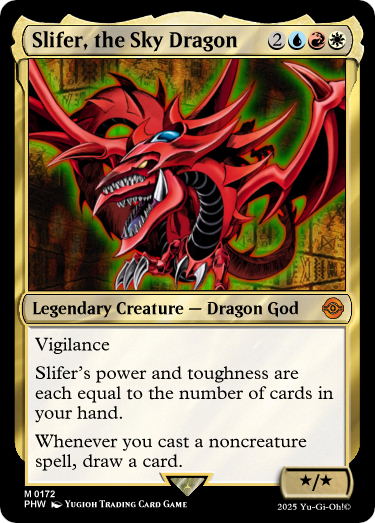 Slifer, the Sky Dragon 2
Legendary Creature — Dragon God
Vigilance
Slifer's power and toughness are
each equal to the number of cards in
your hand.
Whenever you cast a noncreature
spell, draw a card.
★/★
M 0172
PHW Yugioh Trading Card Game 2025 Yu-Gi-Oh!©